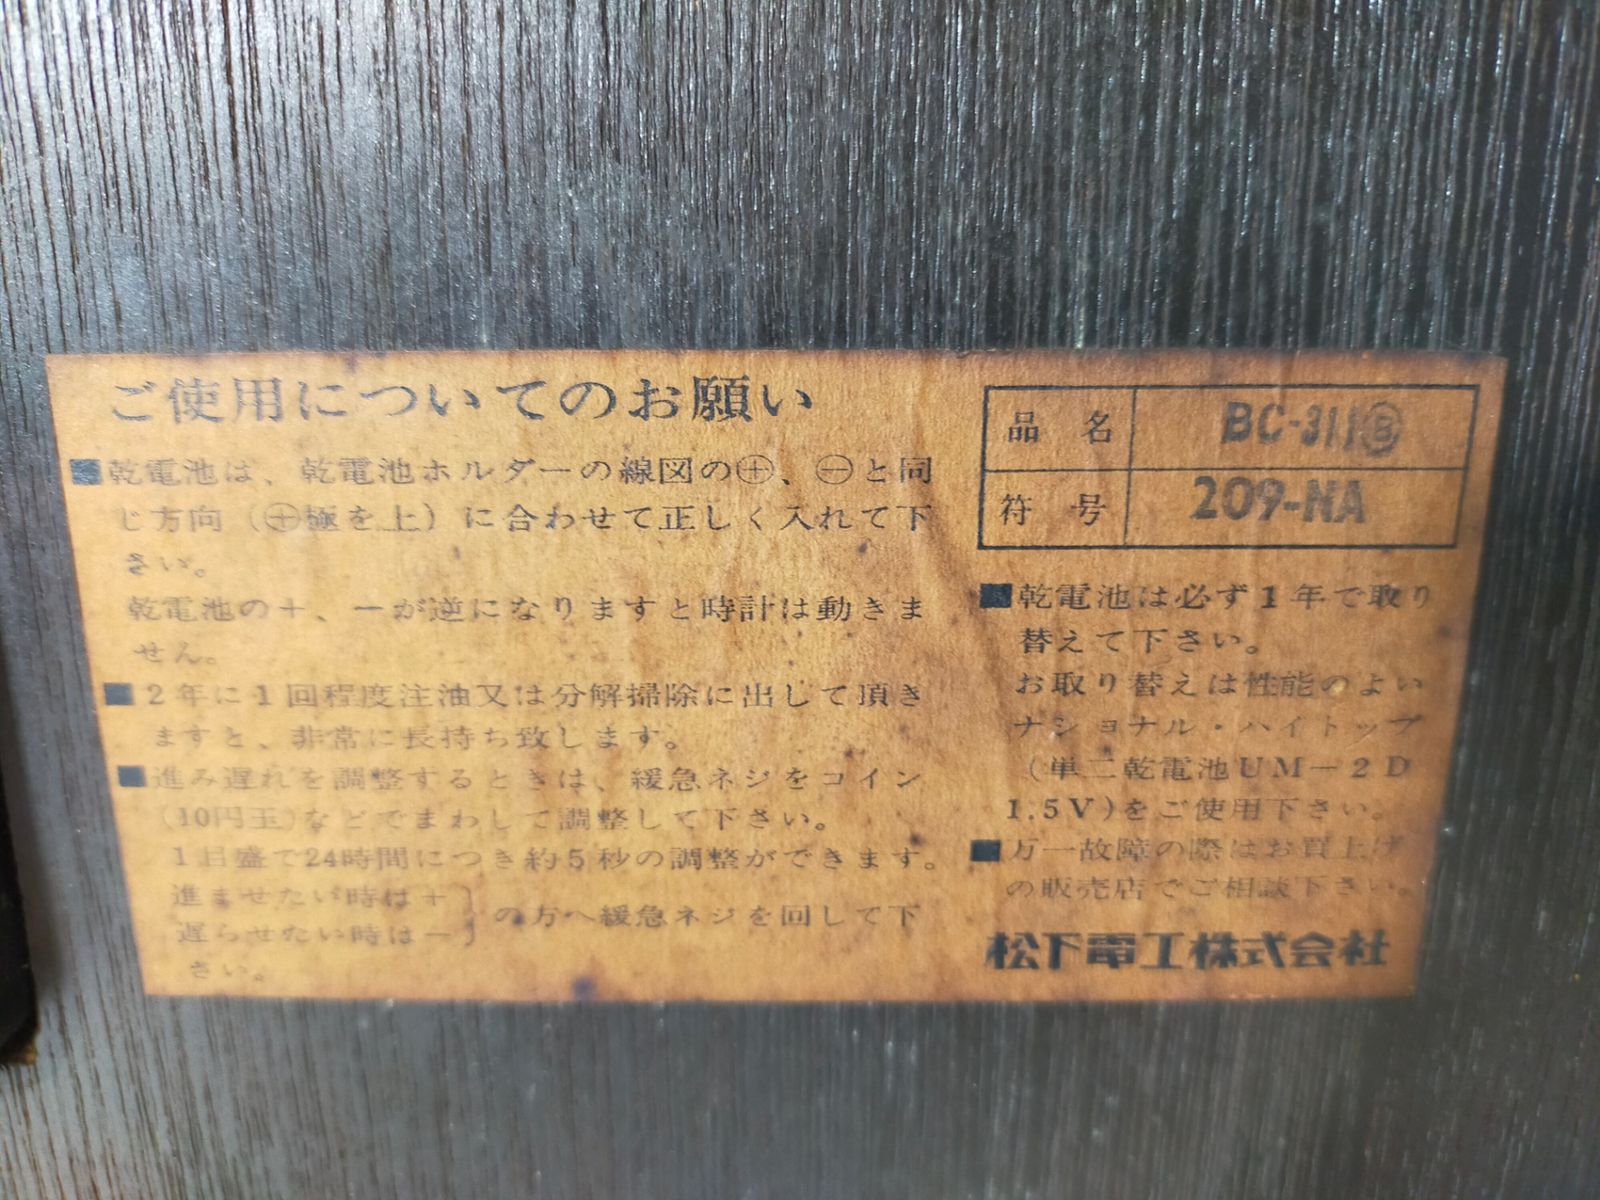 ご使用についてのお願い
■乾電池は、乾電池ホルダーの線図の⊕、⊖と同
じ方向(⊕極を上)に合わせて正しく入れて下
さい。
乾電池の+、-が逆になりますと時計は動きま
せん。
■2年に1回程度注油又は分解掃除に出して頂き
ますと、非常に長持ち致します。
■進み遅れを調整するときは、緩急ネジをコイン
(10円玉)などでまわして調整して下さい。
1目盛で24時間につき約5秒の調整ができます。
進ませたい時は+
遅らせたい時は-
}の方へ緩急ネジを回して下
さい。
品名 BC-311Ⓑ
符号 209-NA
■乾電池は必ず1年で取り
替えて下さい。
お取り替えは性能のよい
ナショナル・ハイトップ
(単二乾電池UM-2D
1.5V)をご使用下さい。
■万一故障の際はお買上げ
の販売店でご相談下さい。
松下電工株式会社